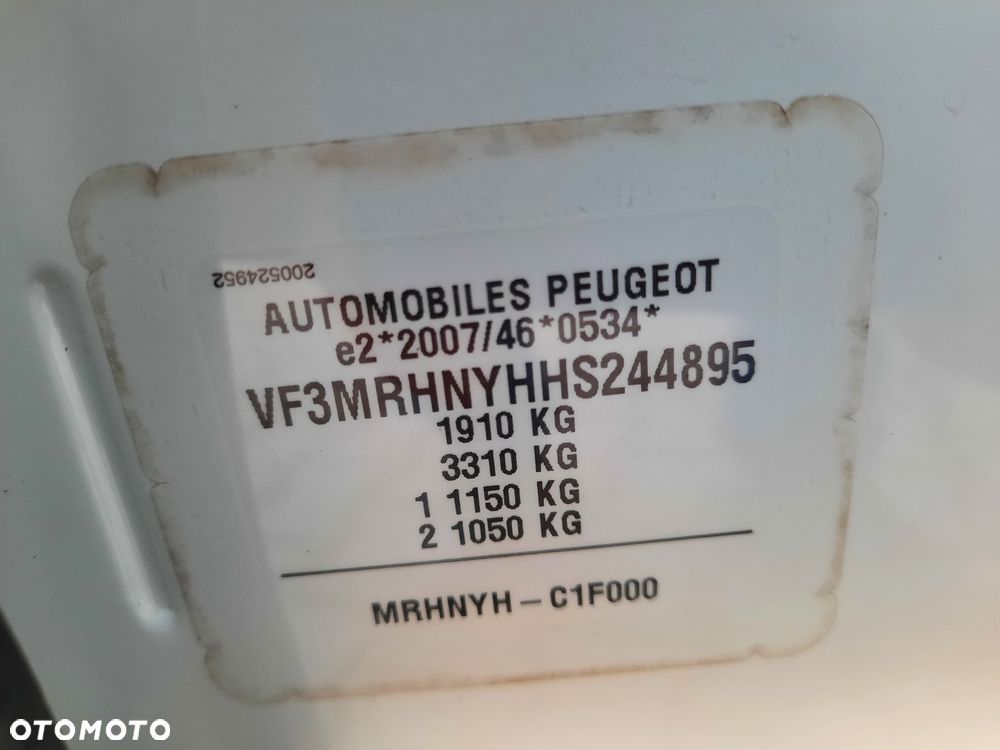 200524952
AUTOMOBILES PEUGEOT
e2*2007/46*0534*
VF3MRHNYHHS244895
1910 KG
3310 KG
1 1150 KG
2 1050 KG
MRHNYH – C1F000
OTOMOTO